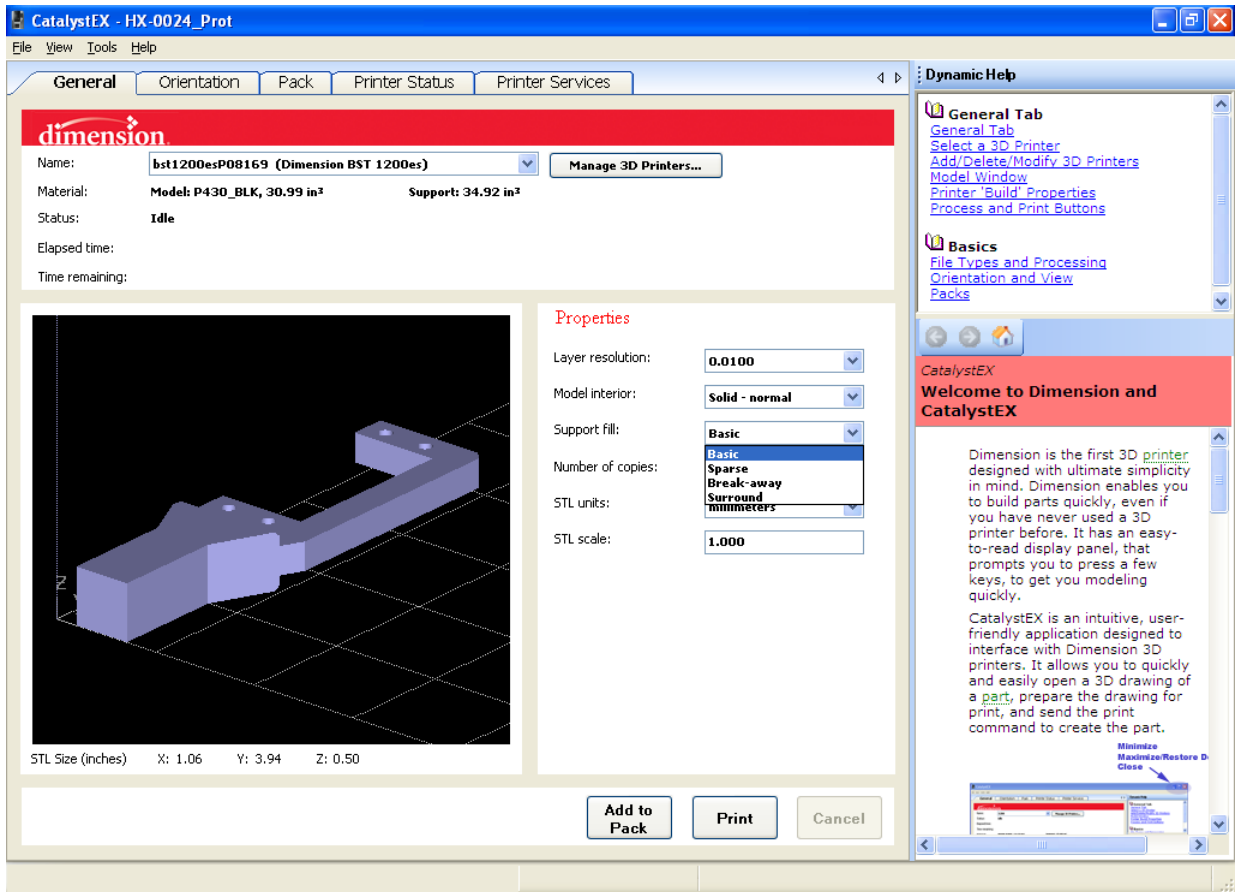 CatalystEX - HX-0024_Prot
File View Tools Help
General Orientation Pack Printer Status Printer Services
dimension
Name: bst1200esP08169 (Dimension BST 1200es) Manage 3D Printers...
Material: Model: P430_BLK, 30.99 in³ Support: 34.92 in³
Status: Idle
Elapsed time:
Time remaining:
Z
STL Size (inches) X: 1.06 Y: 3.94 Z: 0.50
Properties
Layer resolution: 0.0100
Model interior: Solid - normal
Support fill: Basic
Basic
Sparse
Break-away
Surround
Number of copies:
STL units: millimeters
STL scale: 1.000
Add to Pack
Print
Cancel
Dynamic Help
General Tab
General Tab
Select a 3D Printer
Add/Delete/Modify 3D Printers
Model Window
Printer 'Build' Properties
Process and Print Buttons
Basics
File Types and Processing
Orientation and View
Packs
CatalystEX
Welcome to Dimension and
CatalystEX
Dimension is the first 3D printer
designed with ultimate simplicity
in mind. Dimension enables you
to build parts quickly, even if
you have never used a 3D
printer before. It has an easy-
to-read display panel, that
prompts you to press a few
keys, to get you modeling
quickly.
CatalystEX is an intuitive, user-
friendly application designed to
interface with Dimension 3D
printers. It allows you to quickly
and easily open a 3D drawing of
a part, prepare the drawing for
print, and send the print
command to create the part.
Minimize
Maximize/Restore D
Close